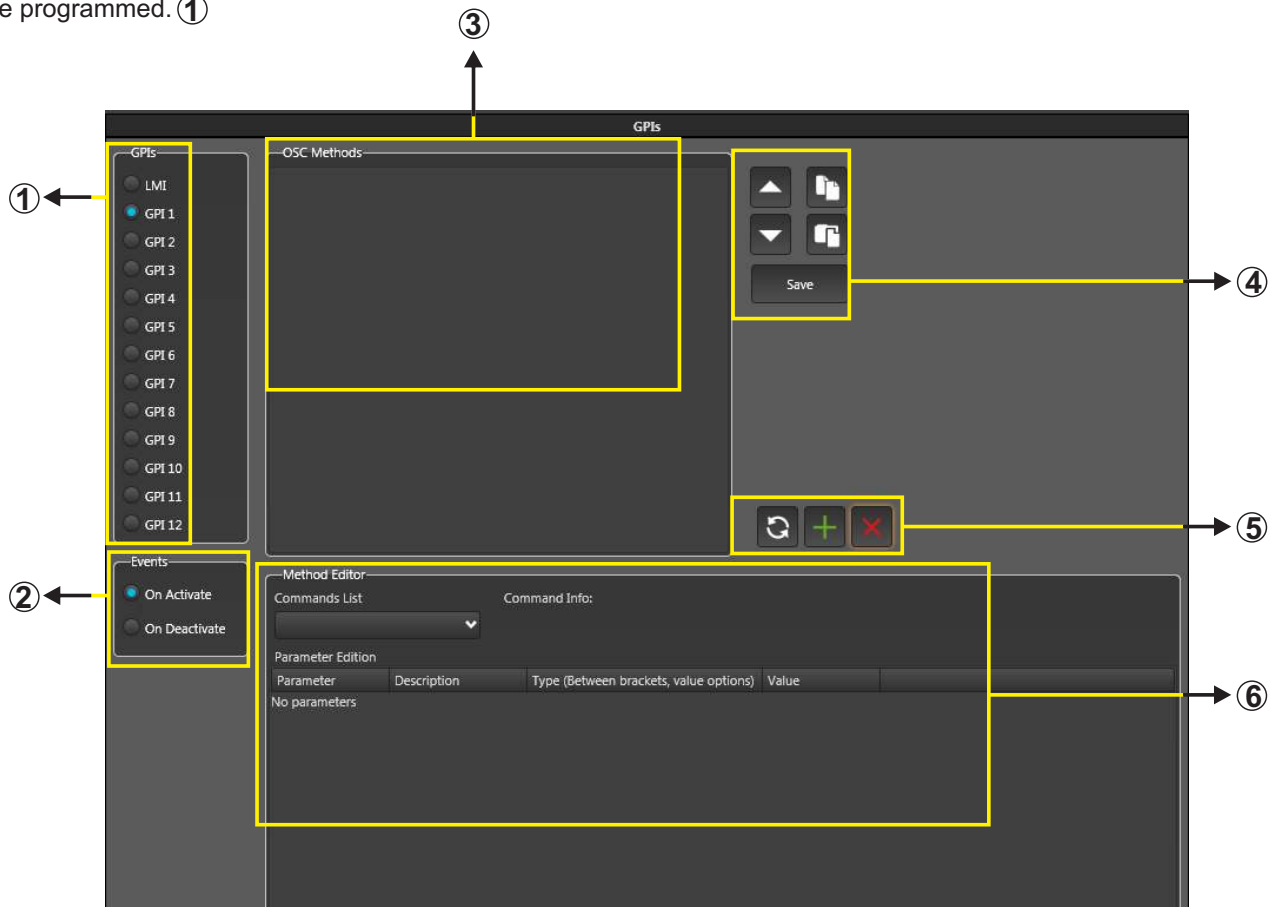 e programmed. ①
③
GPIs
GPIs
OSC Methods
① LMI
GPI 1
GPI 2
GPI 3
GPI 4
GPI 5
GPI 6
GPI 7
GPI 8
GPI 9
GPI 10
GPI 11
GPI 12
Save
④
⑤
Events
② On Activate
On Deactivate
Method Editor
Commands List Command Info:
Parameter Edition
Parameter Description Type (Between brackets, value options) Value
No parameters
⑥